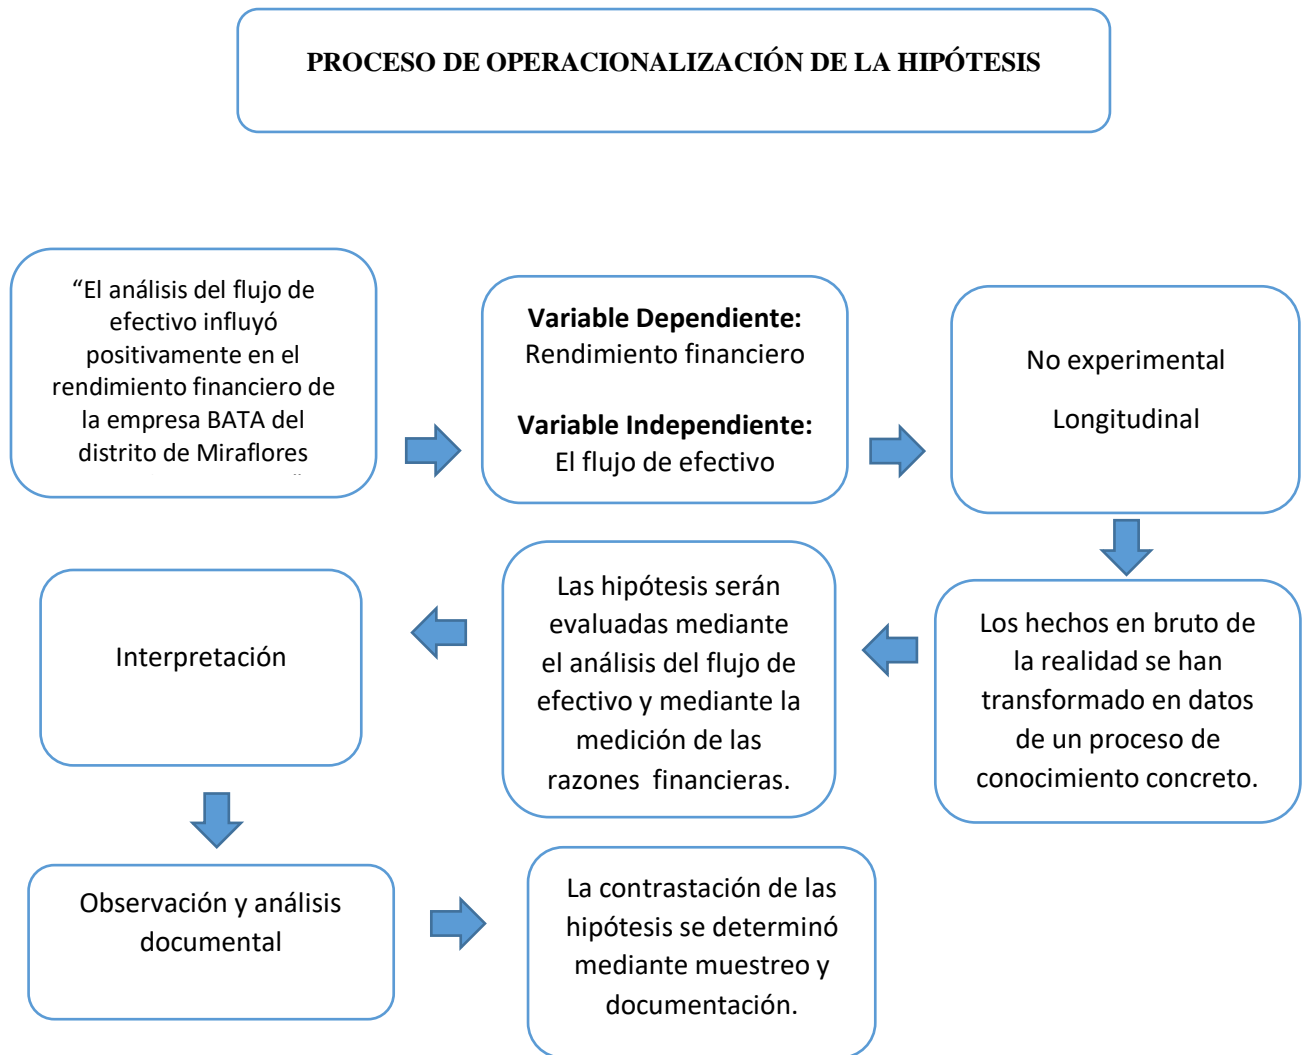 PROCESO DE OPERACIONALIZACIÓN DE LA HIPÓTESIS
“El análisis del flujo de
efectivo influyó
positivamente en el
rendimiento financiero de
la empresa BATA del
distrito de Miraflores
Variable Dependiente:
Rendimiento financiero
Variable Independiente:
El flujo de efectivo
No experimental
Longitudinal
Los hechos en bruto de
la realidad se han
transformado en datos
de un proceso de
conocimiento concreto.
Las hipótesis serán
evaluadas mediante
el análisis del flujo de
efectivo y mediante la
medición de las
razones  financieras.
Interpretación
Observación y análisis
documental
La contrastación de las
hipótesis se determinó
mediante muestreo y
documentación.